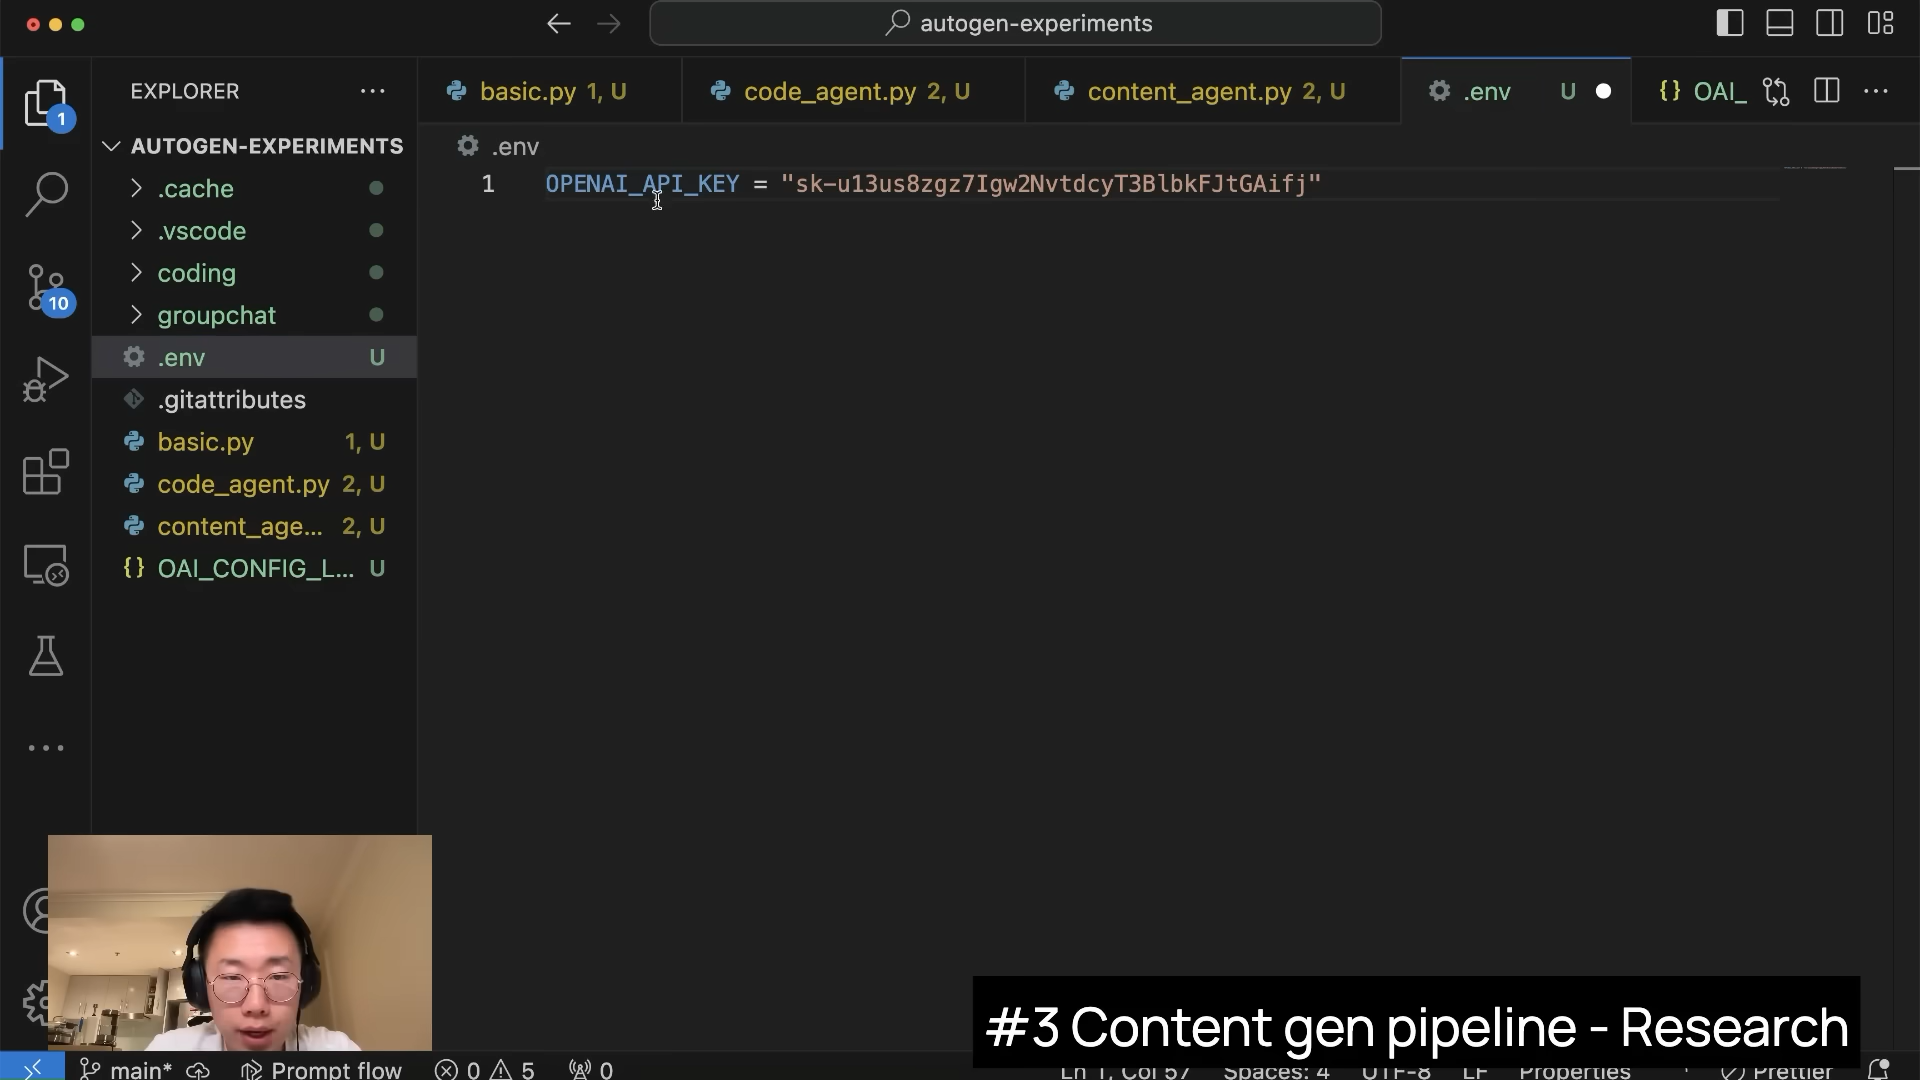 autogen-experiments
EXPLORER
basic.py 1, U
code_agent.py 2, U
content_agent.py 2, U
.env U
{} OAI_
AUTOGEN-EXPERIMENTS
.env
1 OPENAI_API_KEY = "sk-u13us8zgz7Igw2NvtdcyT3BlbkFJtGAifj"
1
.cache
.vscode
coding
10
groupchat
.env U
.gitattributes
basic.py 1, U
code_agent.py 2, U
content_age... 2, U
{} OAI_CONFIG_L... U
#3 Content gen pipeline - Research
main* Prompt flow 0 5 0 Ln 1, Col 57 Spaces: 4 UTF-8 LF Properties Prettier